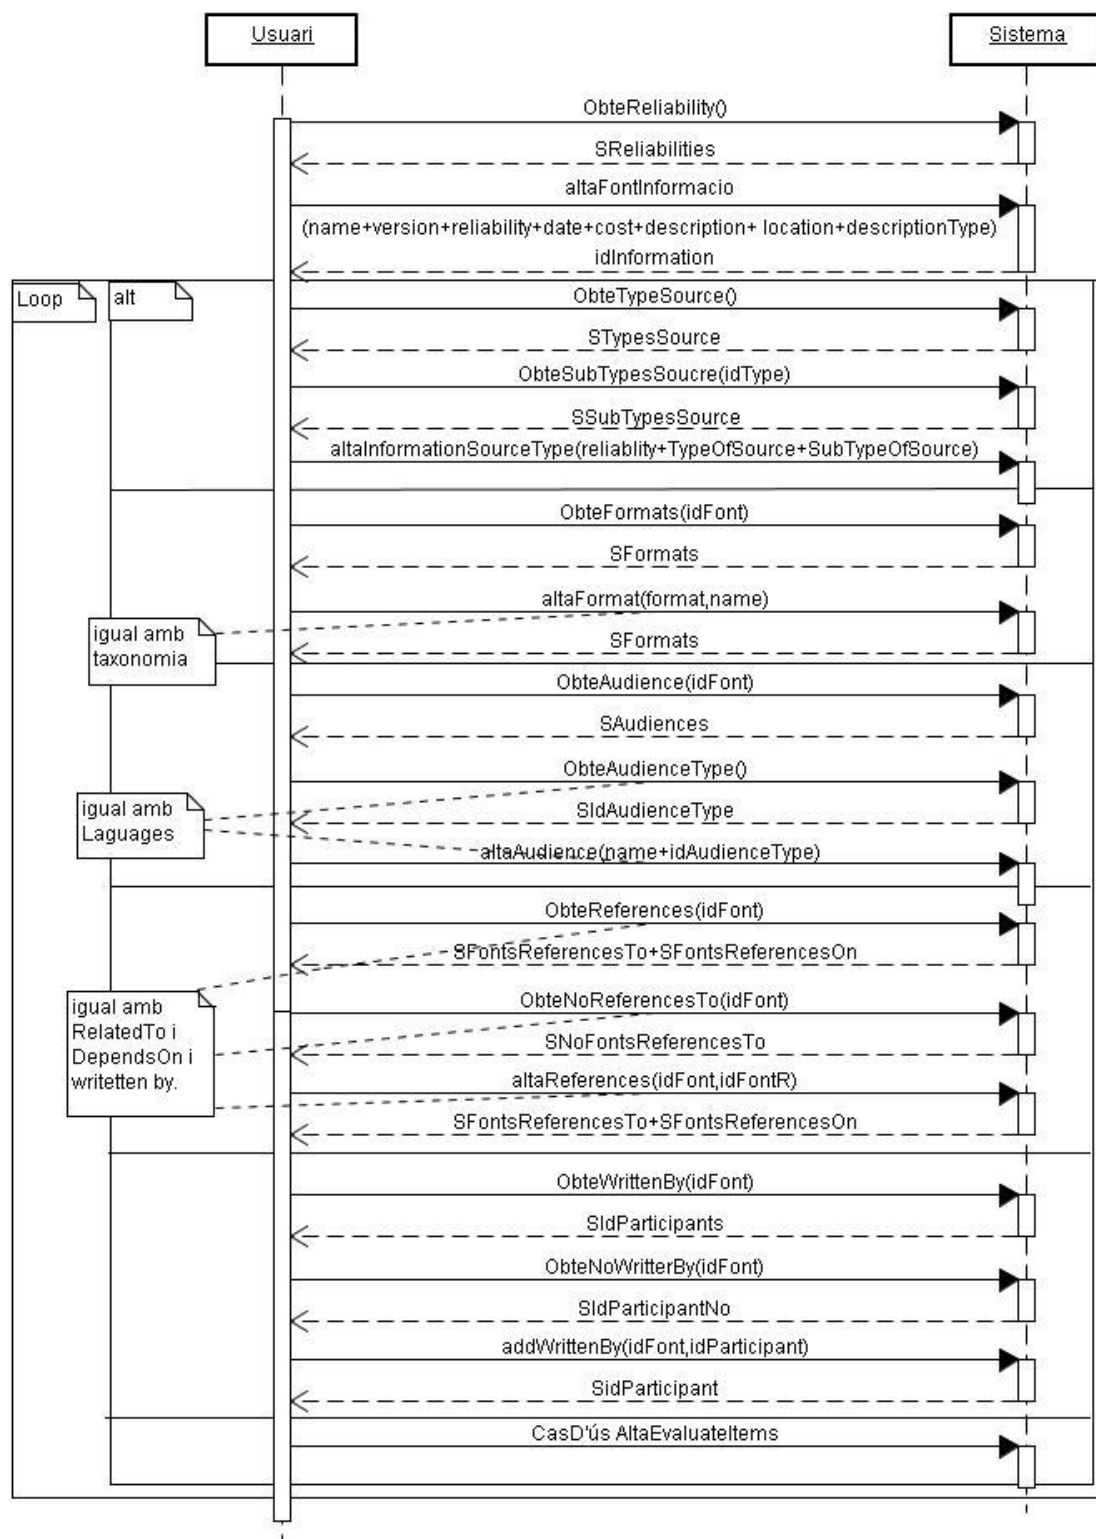 Usuari
Sistema
ObteReliability()
SReliabilities
altaFontInformacio
(name+version+reliability+date+cost+description+ location+descriptionType)
idInformation
Loop
alt
ObteTypeSource()
STypesSource
ObteSubTypesSoucre(idType)
SSubTypesSource
altaInformationSourceType(reliablity+TypeOfSource+SubTypeOfSource)
ObteFormats(idFont)
SFormats
altaFormat(format,name)
igual amb
taxonomia
SFormats
ObteAudience(idFont)
SAudiences
ObteAudienceType()
igual amb
Laguages
SIdAudienceType
altaAudience(name+idAudienceType)
ObteReferences(idFont)
SFontsReferencesTo+SFontsReferencesOn
igual amb
RelatedTo i
DependsOn i
writetten by.
ObteNoReferencesTo(idFont)
SNoFontsReferencesTo
altaReferences(idFont,idFontR)
SFontsReferencesTo+SFontsReferencesOn
ObteWrittenBy(idFont)
SIdParticipants
ObteNoWritterBy(idFont)
SIdParticipantNo
addWrittenBy(idFont,idParticipant)
SidParticipant
CasD'ús AltaEvaluateItems